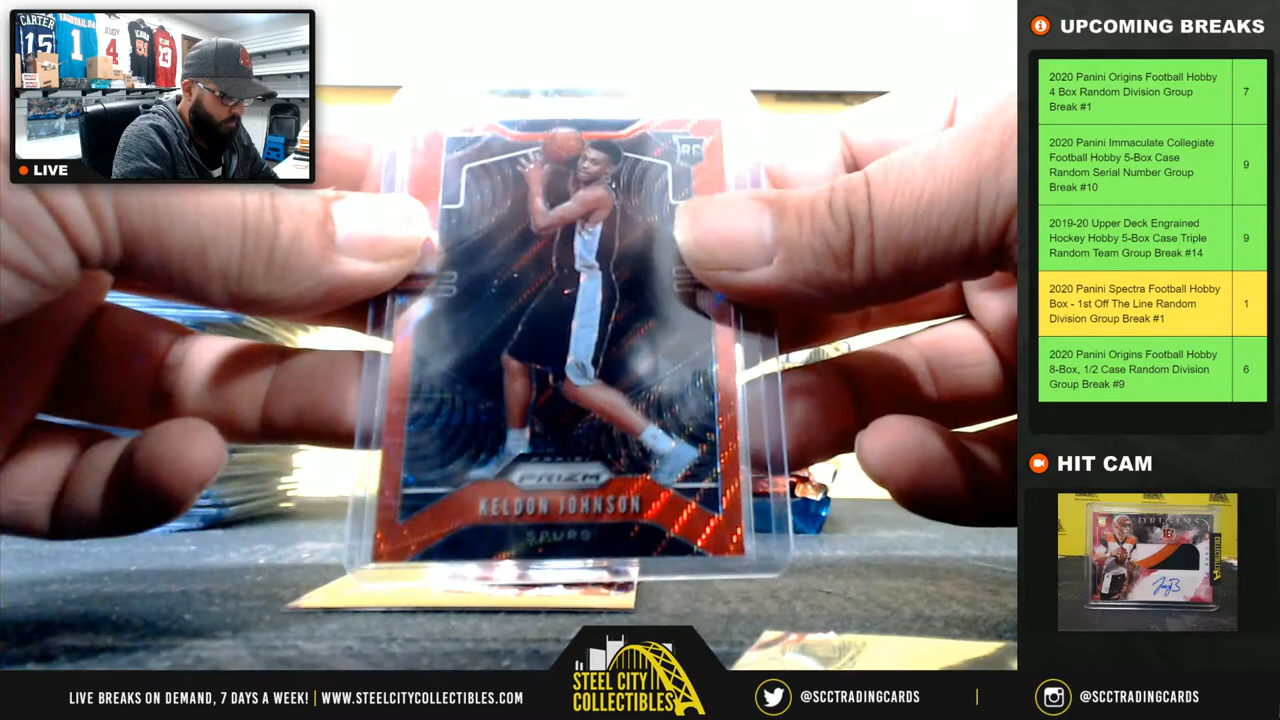 CARTER
15
1
JEUDY
4
LIVE
RC
PRIZM
KELDON JOHNSON
SPURS
UPCOMING BREAKS
2020 Panini Origins Football Hobby
4 Box Random Division Group
Break #1
7
2020 Panini Immaculate Collegiate
Football Hobby 5-Box Case
Random Serial Number Group
Break #10
9
2019-20 Upper Deck Engrained
Hockey Hobby 5-Box Case Triple
Random Team Group Break #14
9
2020 Panini Spectra Football Hobby
Box - 1st Off The Line Random
Division Group Break #1
1
2020 Panini Origins Football Hobby
8-Box, 1/2 Case Random Division
Group Break #9
6
HIT CAM
ORIGINS
LIVE BREAKS ON DEMAND, 7 DAYS A WEEK! | WWW.STEELCITYCOLLECTIBLES.COM
STEEL CITY
COLLECTIBLES
@SCCTRADINGCARDS
@SCCTRADINGCARDS